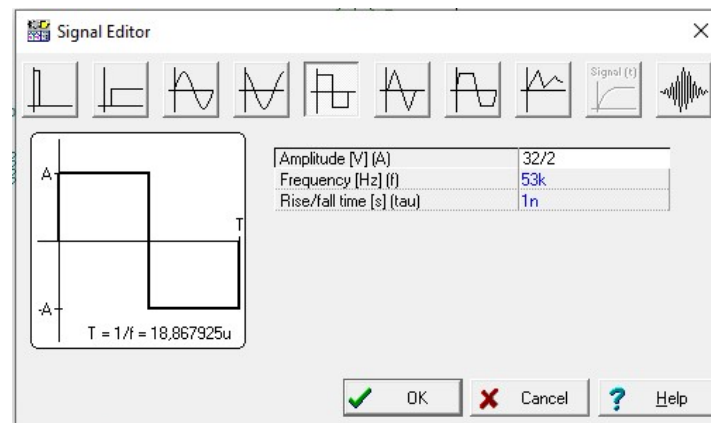 Signal Editor
Signal (t)
Amplitude [V] (A) 32/2
Frequency [Hz] (f) 53k
Rise/fall time [s] (tau) 1n
A
T
-A
T = 1/f = 18,867925u
OK Cancel ? Help